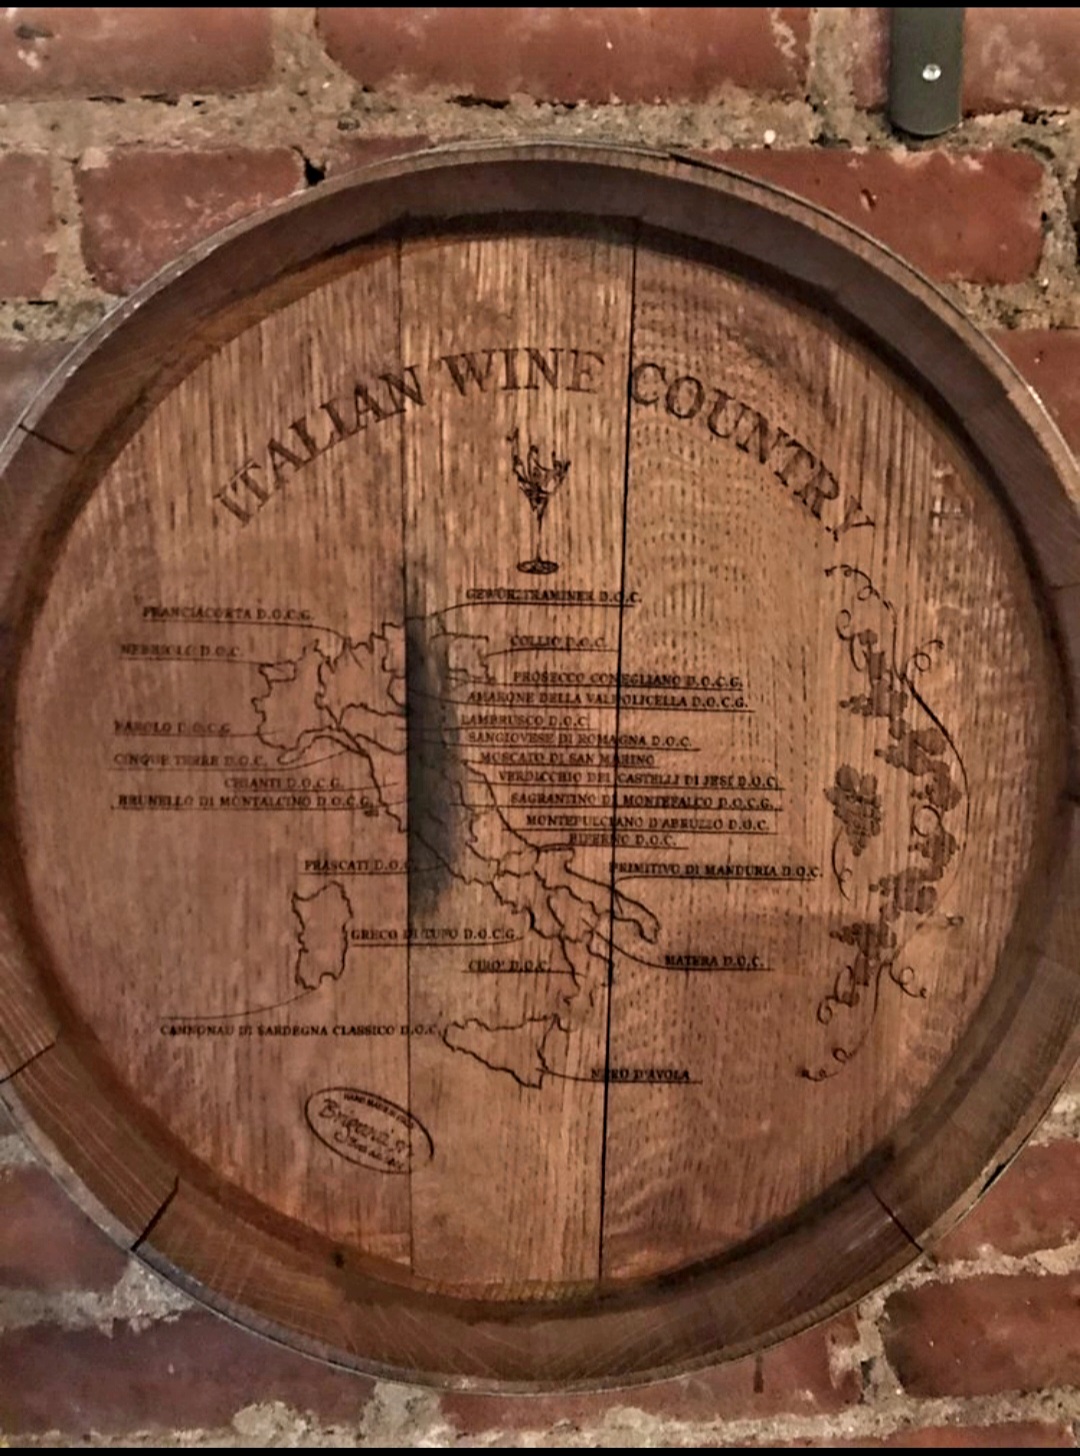 ITALIAN WINE COUNTRY
GEWÜRZTRAMINER D.O.C.
FRANCIACORTA D.O.C.G.
COLLIO D.O.C.
NEBBIOLO D.O.C.
PROSECCO CONEGLIANO D.O.C.G.
AMARONE DELLA VALPOLICELLA D.O.C.G.
LAMBRUSCO D.O.C.
BAROLO D.O.C.G.
SANGIOVESE DI ROMAGNA D.O.C.
MOSCATO DI SAN MARINO
CINQUE TERRE D.O.C.
VERDICCHIO DEI CASTELLI DI JESI D.O.C.
CHIANTI D.O.C.G.
BRUNELLO DI MONTALCINO D.O.C.G.
SAGRANTINO DI MONTEFALCO D.O.C.G.
MONTEPULCIANO D'ABRUZZO D.O.C.
BIFERNO D.O.C.
FRASCATI D.O.C.
PRIMITIVO DI MANDURIA D.O.C.
GRECO DI TUFO D.O.C.G.
MATERA D.O.C.
CIRO' D.O.C.
CANNONAU DI SARDEGNA CLASSICO D.O.C.
NERO D'AVOLA